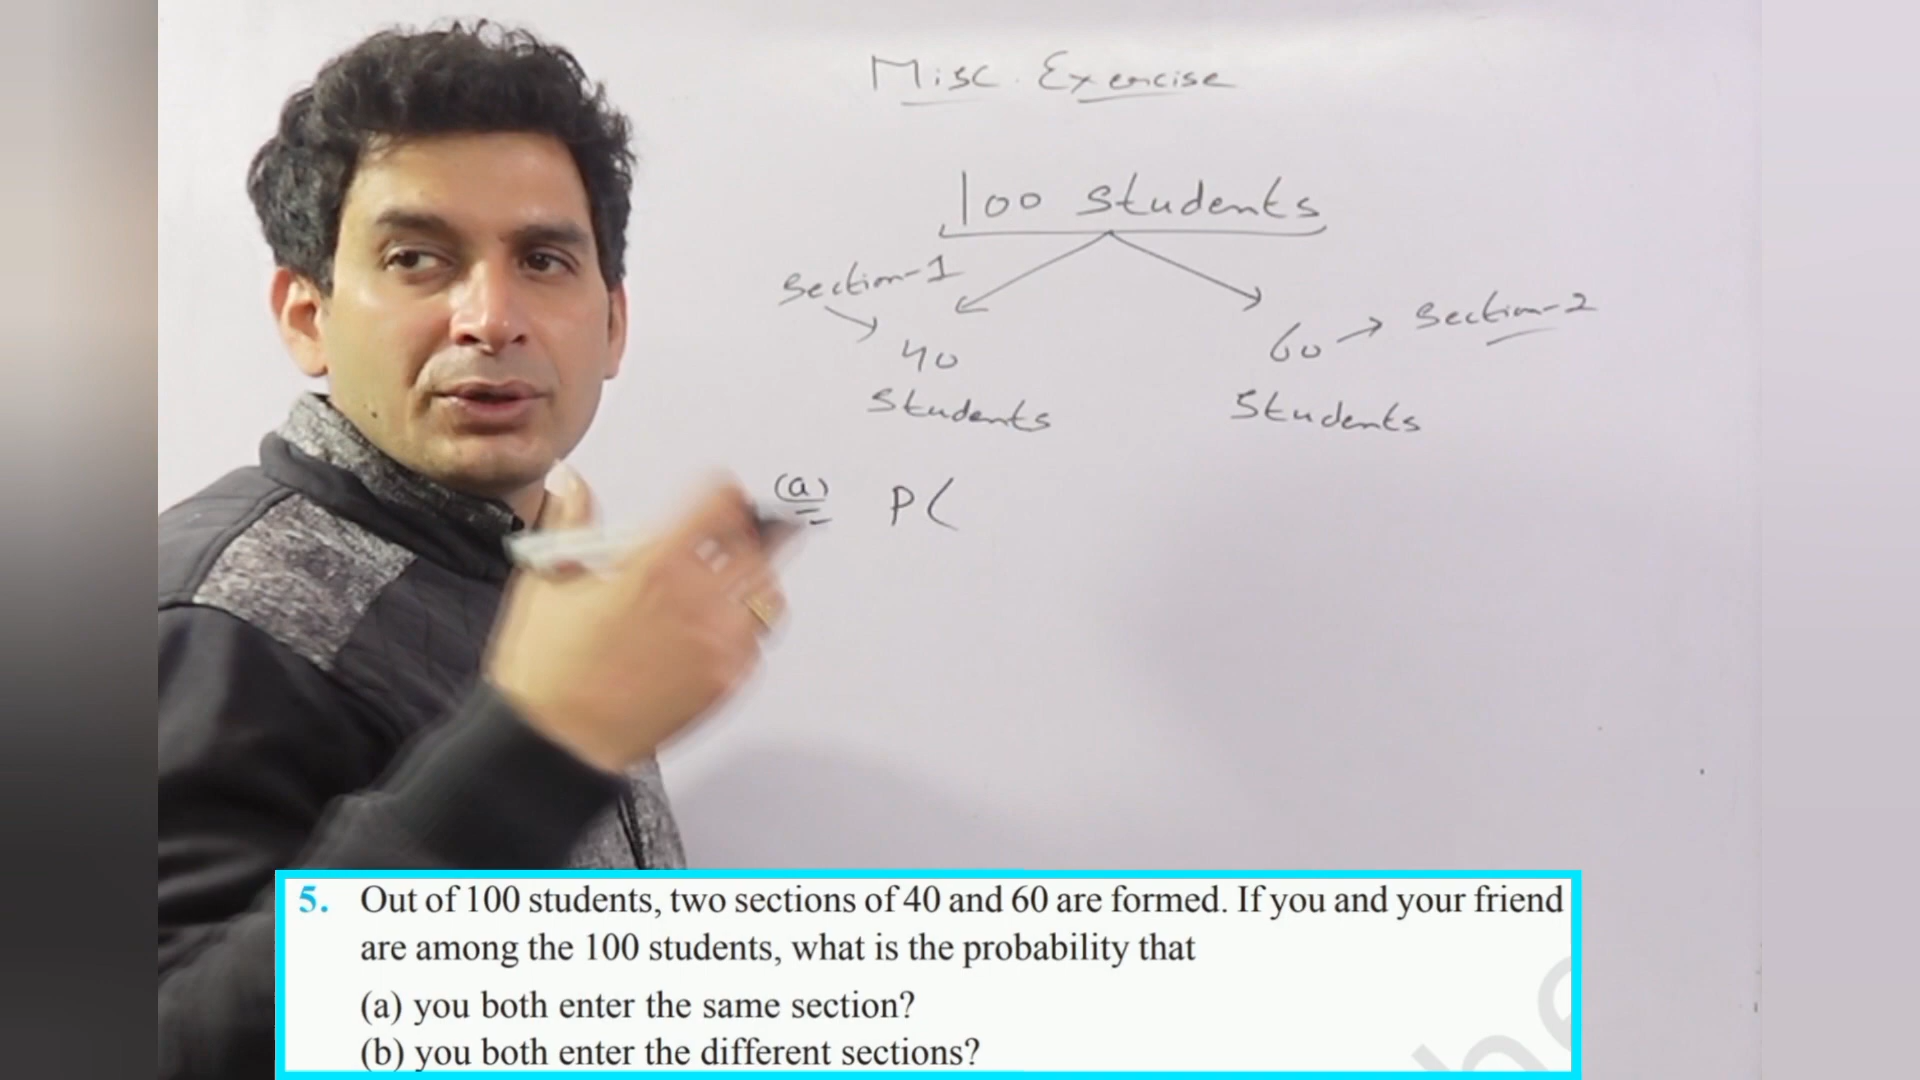 Misc. Exercise
100 Students
Section-1
40
Students
60 → Section-2
Students
(a) P(
5. Out of 100 students, two sections of 40 and 60 are formed. If you and your friend
are among the 100 students, what is the probability that
(a) you both enter the same section?
(b) you both enter the different sections?
he